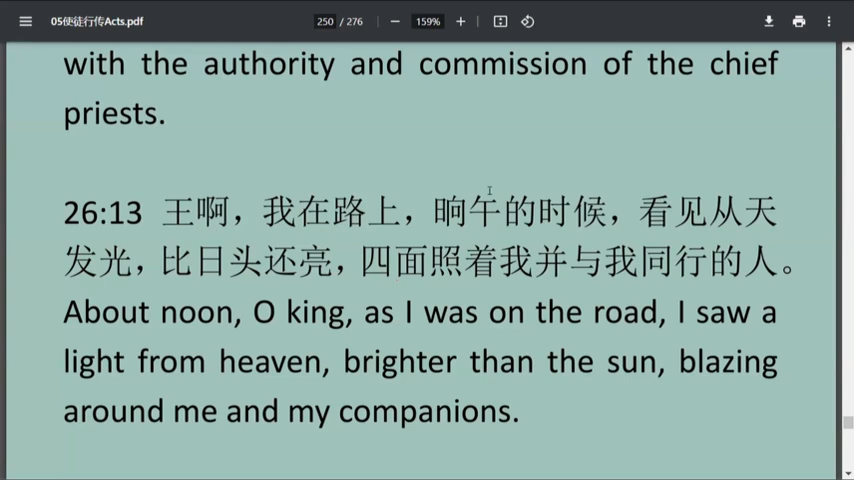 05使徒行传Acts.pdf
250 / 276
159%
with the authority and commission of the chief
priests.
26:13 王啊，我在路上，晌午的时候，看见从天
发光，比日头还亮，四面照着我并与我同行的人。
About noon, O king, as I was on the road, I saw a
light from heaven, brighter than the sun, blazing
around me and my companions.